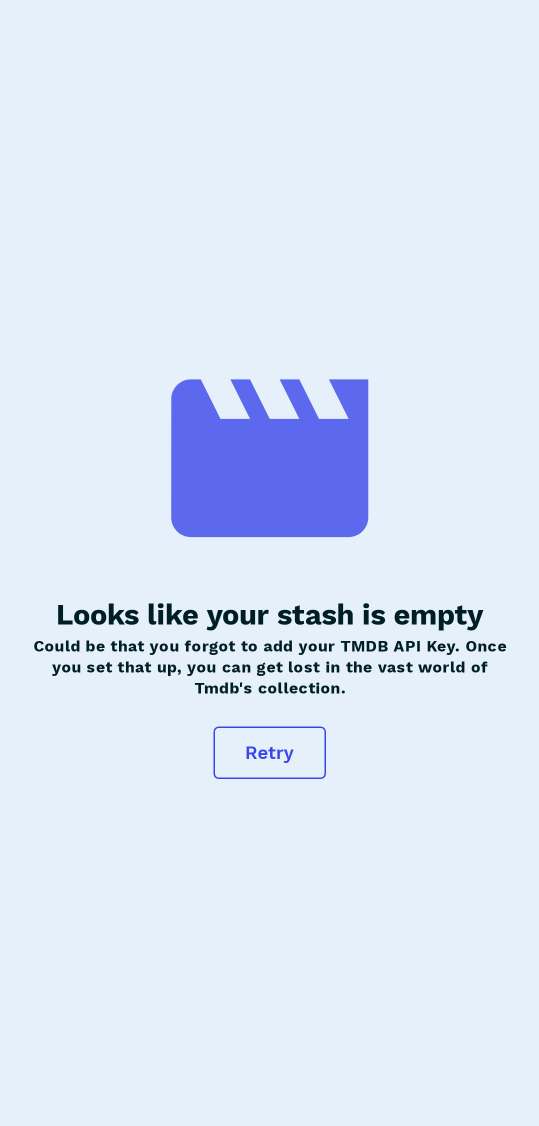 Looks like your stash is empty
Could be that you forgot to add your TMDB API Key. Once
you set that up, you can get lost in the vast world of
Tmdb's collection.
Retry